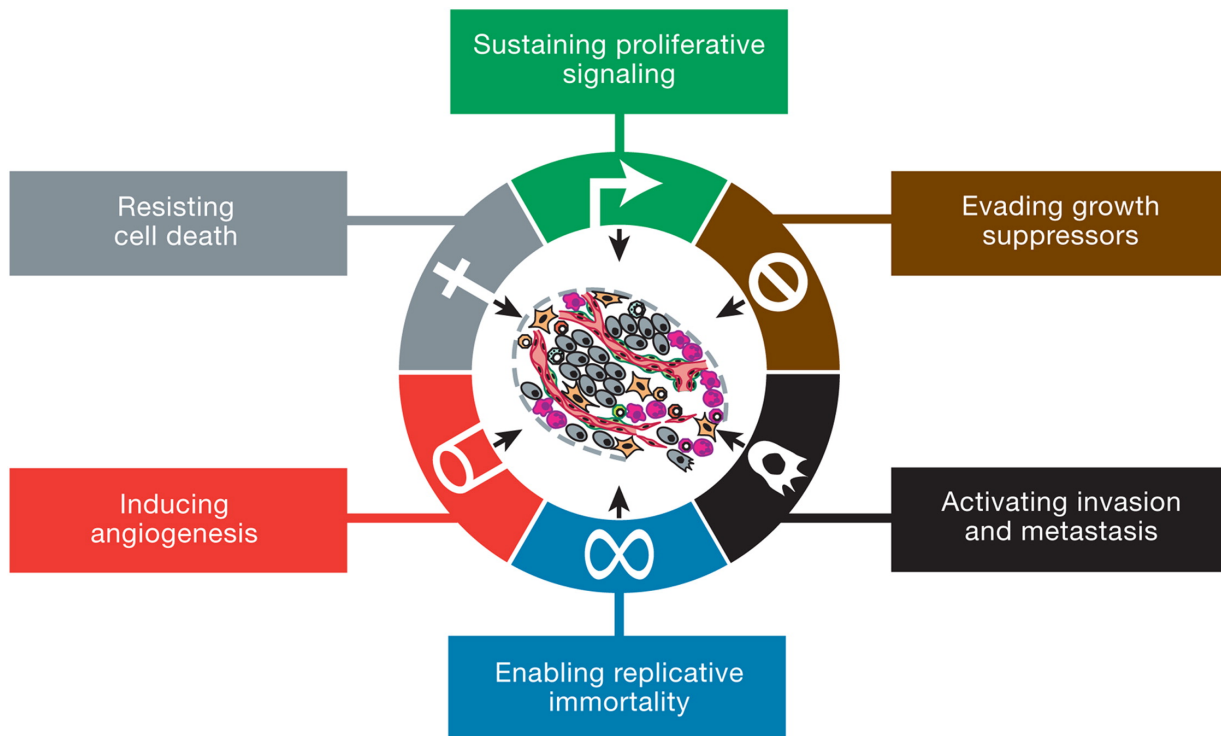 Sustaining proliferative
signaling
Resisting
cell death
Evading growth
suppressors
Inducing
angiogenesis
Activating invasion
and metastasis
Enabling replicative
immortality